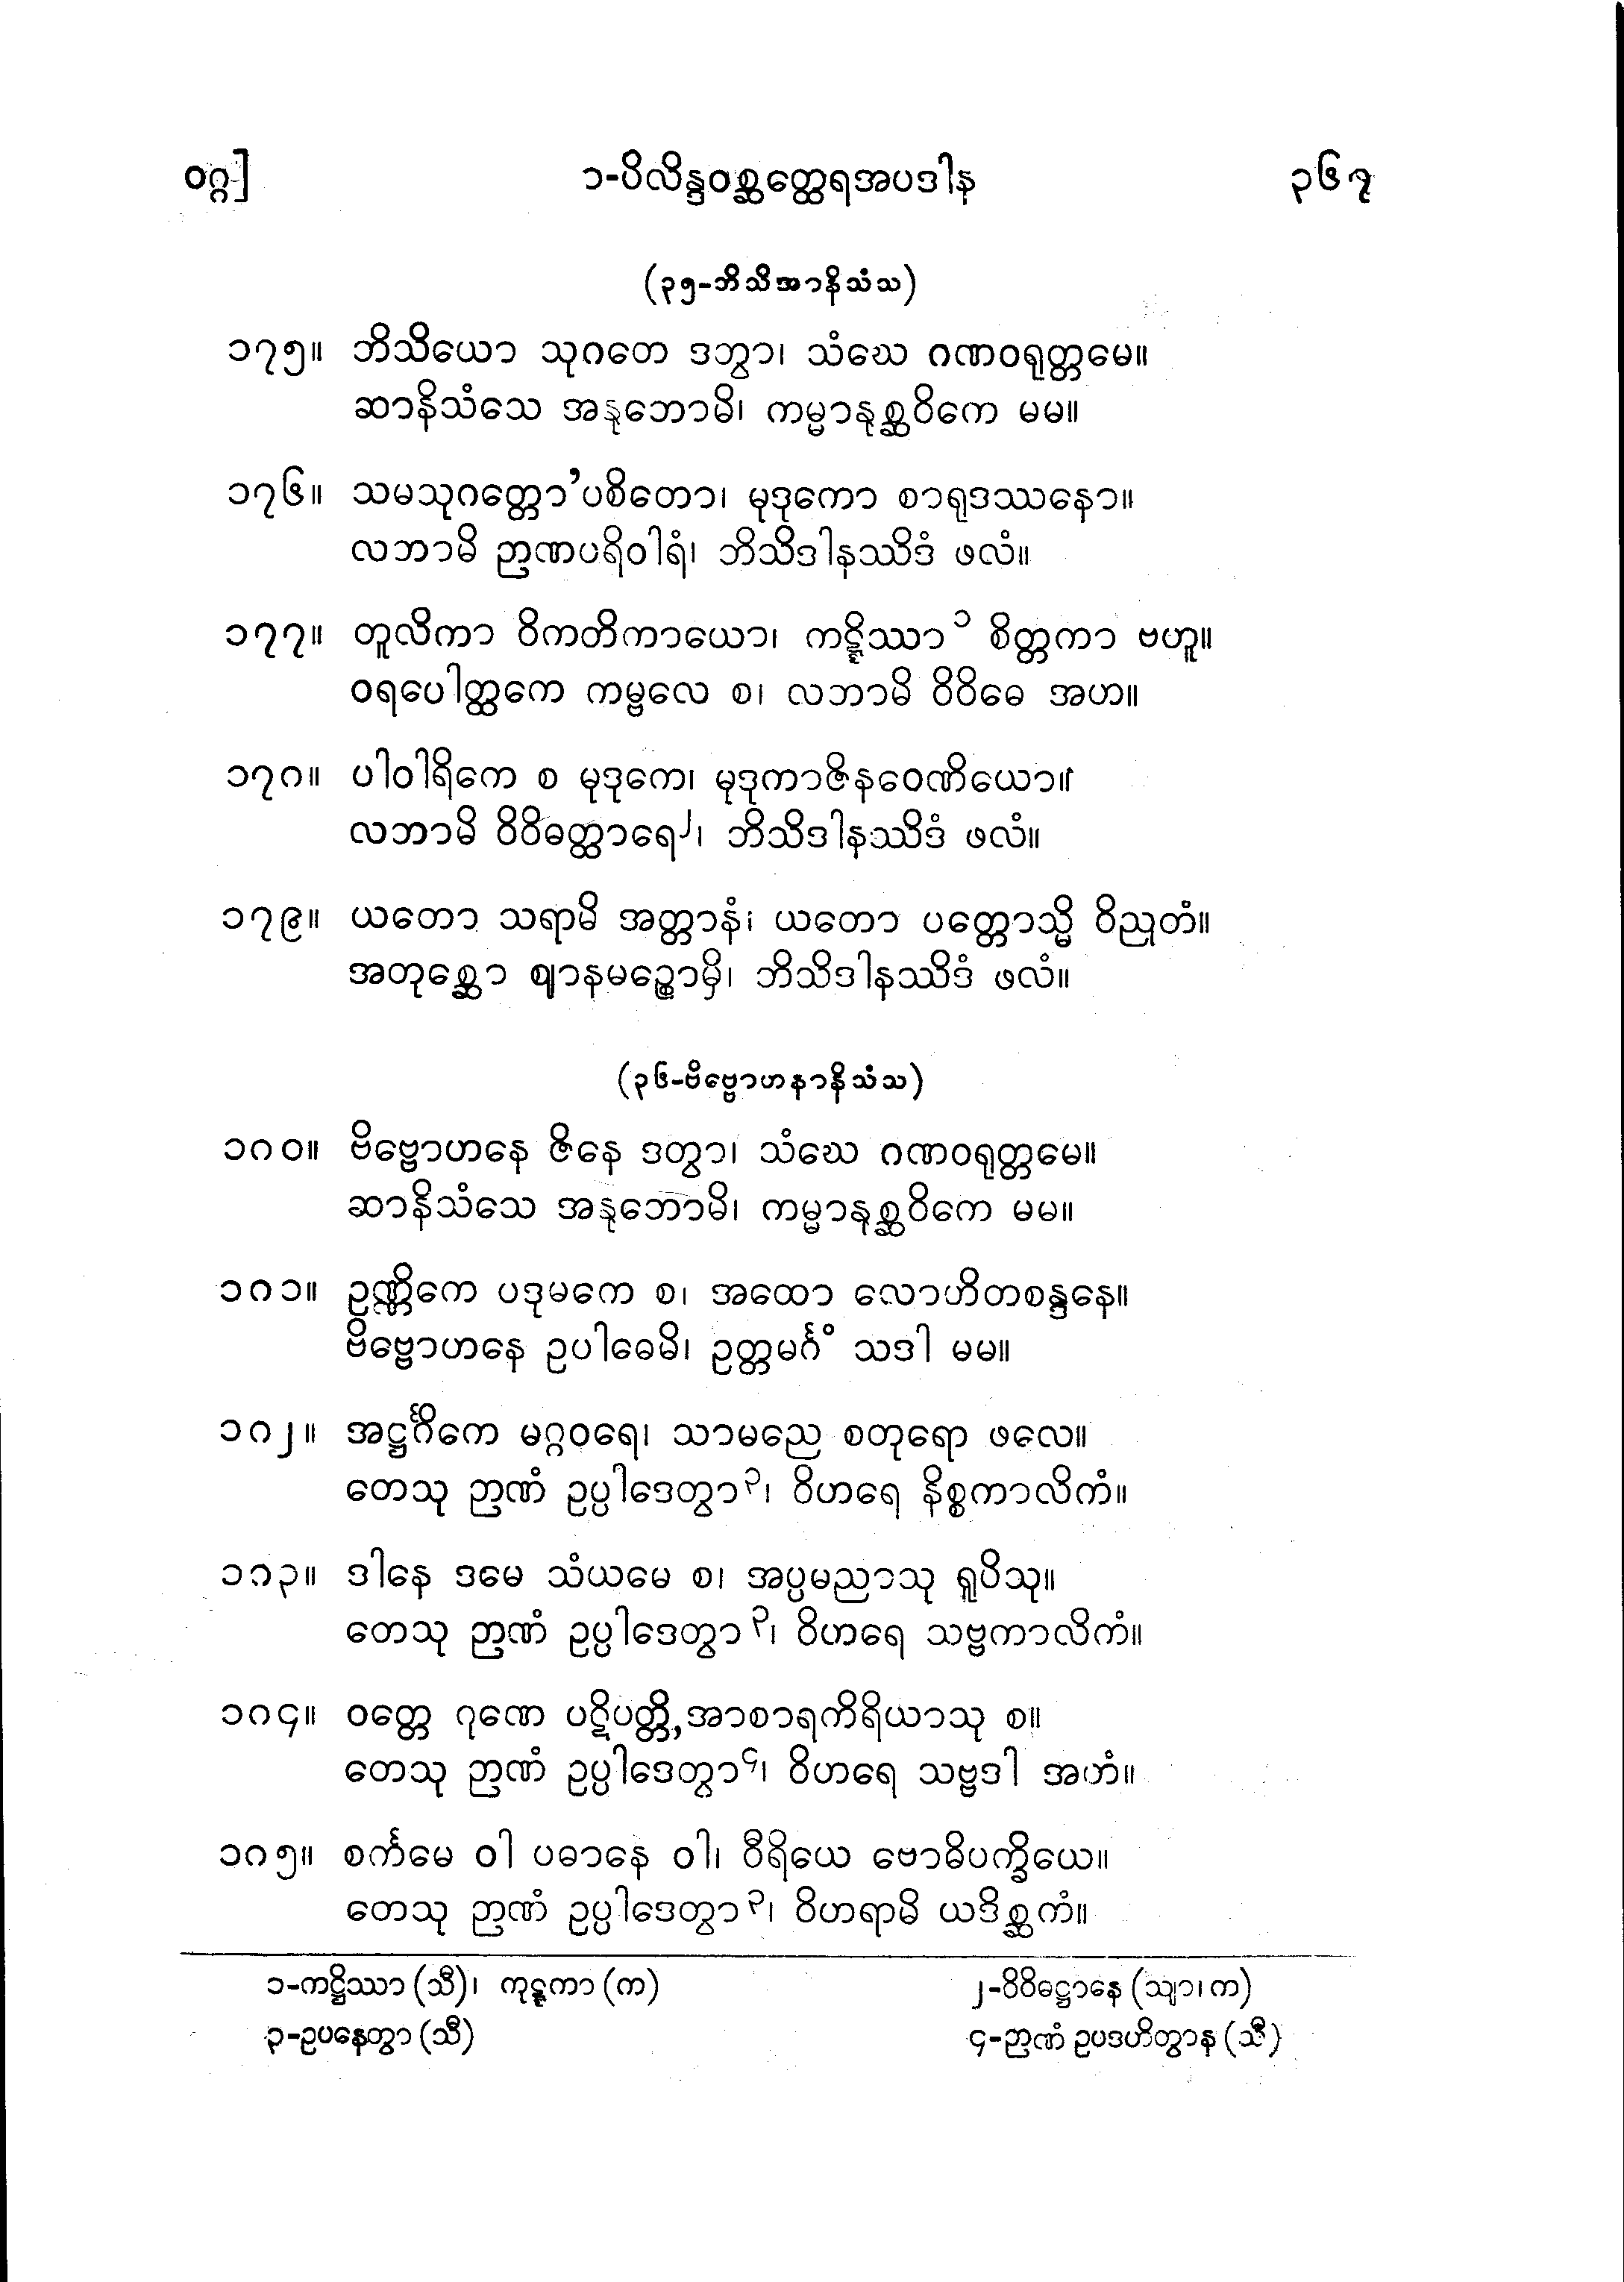 ဝဂ္ဂ] ၁-ပိလိန္ဒဝစ္ဆတ္ထေရအပဒါန ၃၆၇
(၃၅-ဘိသိအာနိသံသ)
၁၇၅။ ဘိသိယော သုဂတေ ဒတွာ၊ သံဃေ ဂဏဝရုတ္တမေ။
ဆာနိသံသေ အနုဘောမိ၊ ကမ္မာနုစ္ဆဝိကေ မမ။
၁၇၆။ သမသုဂတ္တော’ပစိတော၊ မုဒုကော စာရုဒဿနော။
လဘာမိ ဉာဏပရိဝါရံ၊ ဘိသိဒါနဿိဒံ ဖလံ။
၁၇၇။ တူလိကာ ဝိကတိကာယော၊ ကဋ္ဋိဿာ ၁ စိတ္တကာ ဗဟူ။
ဝရပေါတ္ထကေ ကမ္ဗလေ စ၊ လဘာမိ ဝိဝိဓေ အဟ။
၁၇၈။ ပါဝါရိကေ စ မုဒုကေ၊ မုဒုကာဇိနဝေဏိယော။
လဘာမိ ဝိဝိဓတ္ထာရေ၂၊ ဘိသိဒါနဿိဒံ ဖလံ။
၁၇၉။ ယတော သရာမိ အတ္တာနံ၊ ယတော ပတ္တောသ္မိ ဝိညုတံ။
အတုစ္ဆော ဈာနမဉ္စောမှိ၊ ဘိသိဒါနဿိဒံ ဖလံ။
(၃၆-ဗိဗ္ဗောဟနာနိသံသ)
၁၈၀။ ဗိဗ္ဗောဟနေ ဇိနေ ဒတွာ၊ သံဃေ ဂဏဝရုတ္တမေ။
ဆာနိသံသေ အနုဘောမိ၊ ကမ္မာနုစ္ဆဝိကေ မမ။
၁၈၁။ ဥဏ္ဏိကေ ပဒုမကေ စ၊ အထော လောဟိတစန္ဒနေ။
ဗိဗ္ဗောဟနေ ဥပါဓေမိ၊ ဥတ္တမင်္ဂံ သဒါ မမ။
၁၈၂။ အဋ္ဌင်္ဂိကေ မဂ္ဂဝရေ၊ သာမညေ စတုရော ဖလေ။
တေသု ဉာဏံ ဥပ္ပါဒေတွာ၃၊ ဝိဟရေ နိစ္စကာလိကံ။
၁၈၃။ ဒါနေ ဒမေ သံယမေ စ၊ အပ္ပမညာသု ရူပိသု။
တေသု ဉာဏံ ဥပ္ပါဒေတွာ ၃၊ ဝိဟရေ သဗ္ဗကာလိကံ။
၁၈၄။ ဝတ္တေ ဂုဏေ ပဋိပတ္တိ,အာစာရကိရိယာသု စ။
တေသု ဉာဏံ ဥပ္ပါဒေတွာ၄၊ ဝိဟရေ သဗ္ဗဒါ အဟံ။
၁၈၅။ စင်္ကမေ ဝါ ပဓာနေ ဝါ၊ ဝီရိယေ ဗောဓိပက္ခိယေ။
တေသု ဉာဏံ ဥပ္ပါဒေတွာ၃၊ ဝိဟရာမိ ယဒိစ္ဆကံ။
၁-ကဋ္ဌိဿာ (သီ)၊ ကုဋ္ဋကာ (က) ၂-ဝိဝိဓဋ္ဌာနေ (သျာ၊ က)
၃-ဥပနေတွာ (သီ) ၄-ဉာဏံ ဥပဒဟိတွာန (သီ)